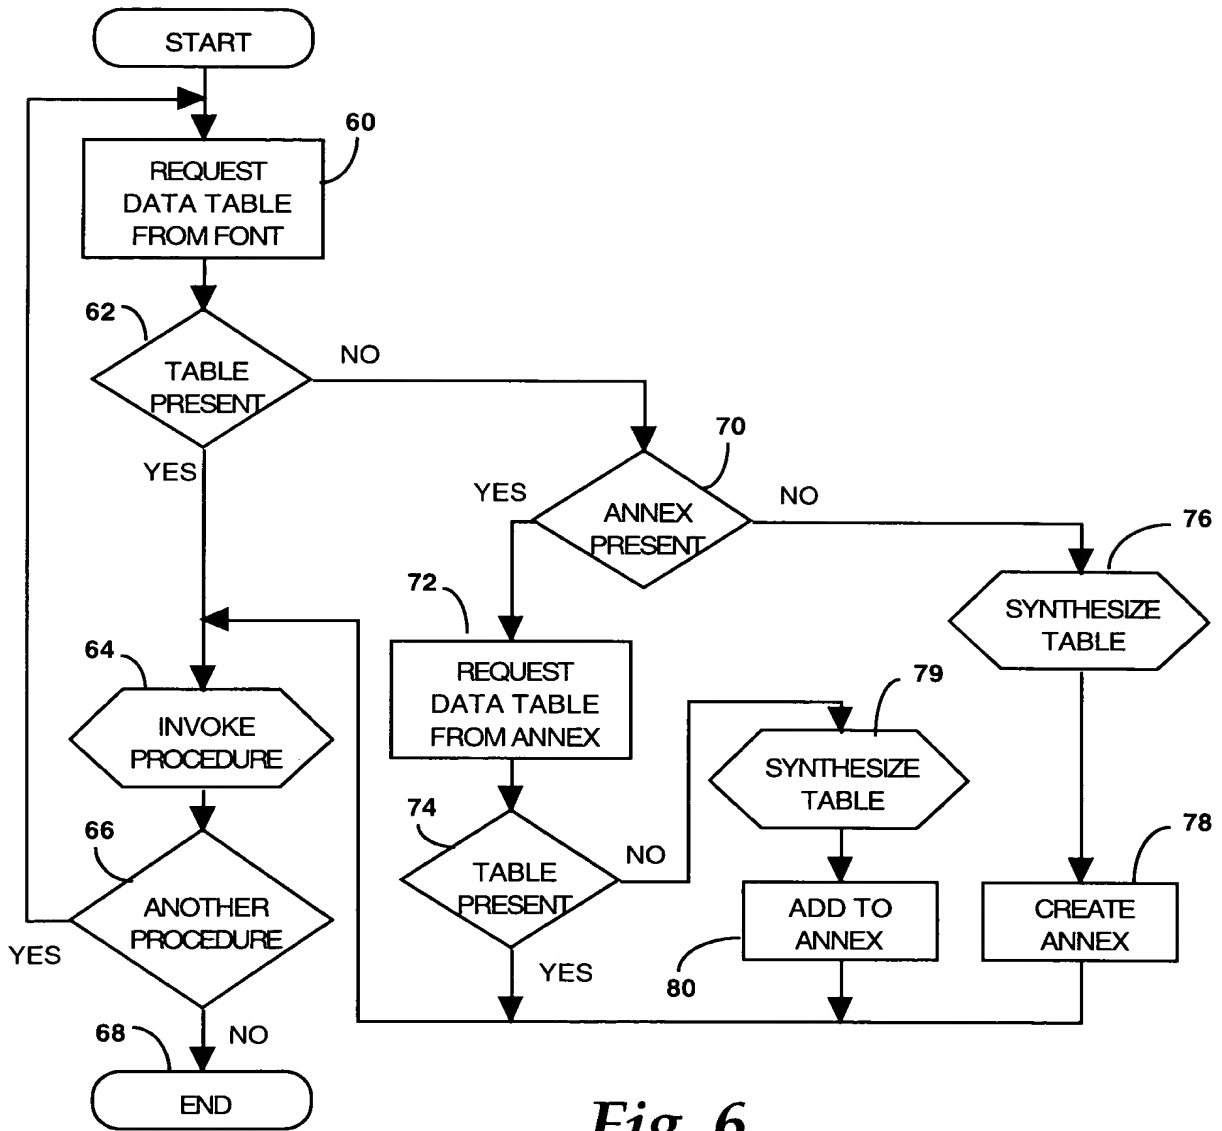 START
60
REQUEST
DATA TABLE
FROM FONT
62
TABLE
PRESENT
NO
YES
70
ANNEX
PRESENT
YES
NO
76
SYNTHESIZE
TABLE
72
REQUEST
DATA TABLE
FROM ANNEX
64
INVOKE
PROCEDURE
79
SYNTHESIZE
TABLE
74
TABLE
PRESENT
NO
YES
66
ANOTHER
PROCEDURE
YES
NO
ADD TO
ANNEX
80
78
CREATE
ANNEX
68
END
Fig. 6